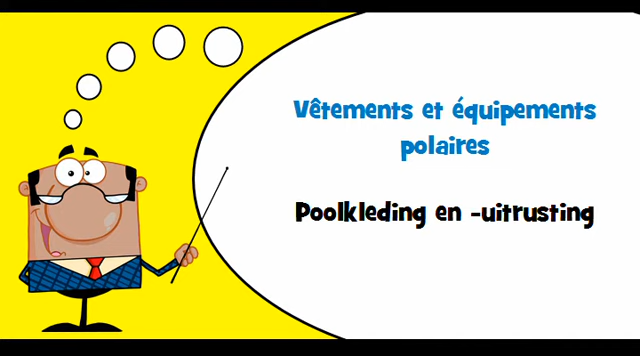 Vêtements et équipements
polaires
Poolkleding en -uitrusting